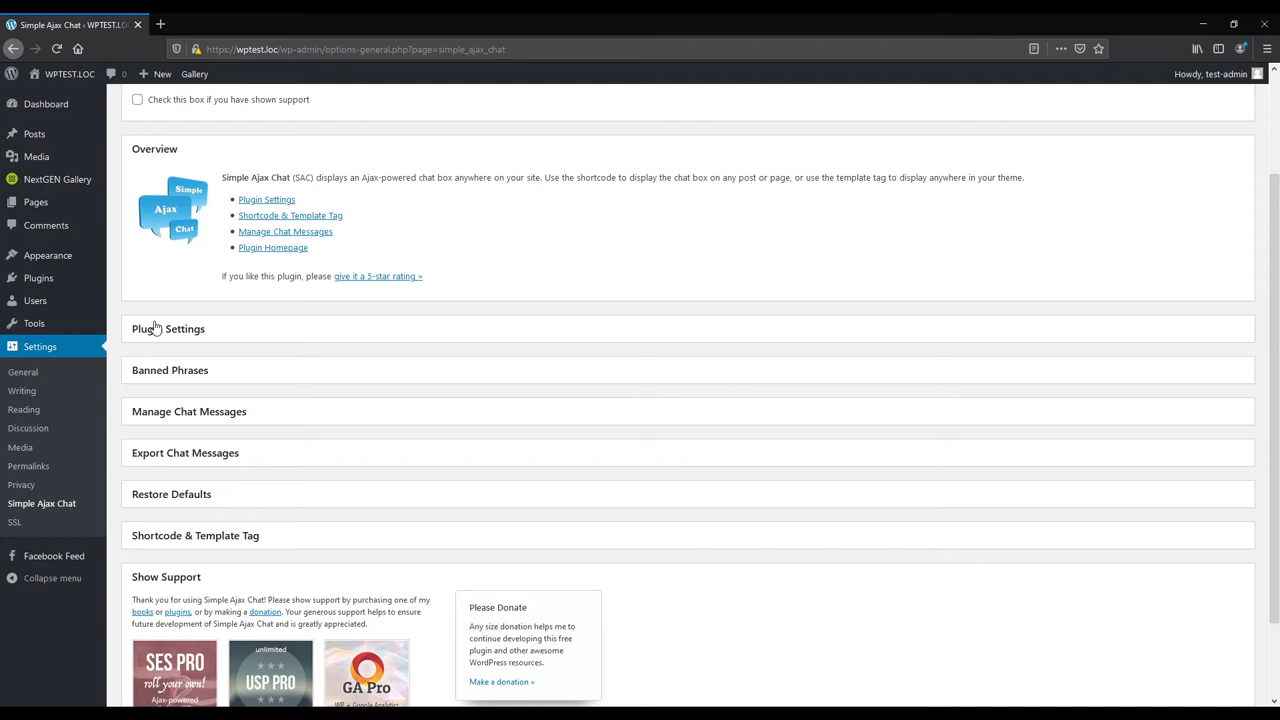 Simple Ajax Chat ‹ WPTEST.LO
https://wptest.loc/wp-admin/options-general.php?page=simple_ajax_chat
WPTEST.LOC
0
New
Gallery
Howdy, test-admin
Dashboard
Posts
Media
NextGEN Gallery
Pages
Comments
Appearance
Plugins
Users
Tools
Settings
General
Writing
Reading
Discussion
Media
Permalinks
Privacy
Simple Ajax Chat
SSL
Facebook Feed
Collapse menu
Check this box if you have shown support
Overview
Simple
Ajax
Chat
Simple Ajax Chat (SAC) displays an Ajax-powered chat box anywhere on your site. Use the shortcode to display the chat box on any post or page, or use the template tag to display anywhere in your theme.
Plugin Settings
Shortcode & Template Tag
Manage Chat Messages
Plugin Homepage
If you like this plugin, please give it a 5-star rating »
Plugin Settings
Banned Phrases
Manage Chat Messages
Export Chat Messages
Restore Defaults
Shortcode & Template Tag
Show Support
Thank you for using Simple Ajax Chat! Please show support by purchasing one of my
books or plugins, or by making a donation. Your generous support helps to ensure
future development of Simple Ajax Chat and is greatly appreciated.
SES PRO
roll your own!
Ajax-powered
unlimited
USP PRO
GA Pro
WP + Google Analytics
Please Donate
Any size donation helps me to
continue developing this free
plugin and other awesome
WordPress resources.
Make a donation »